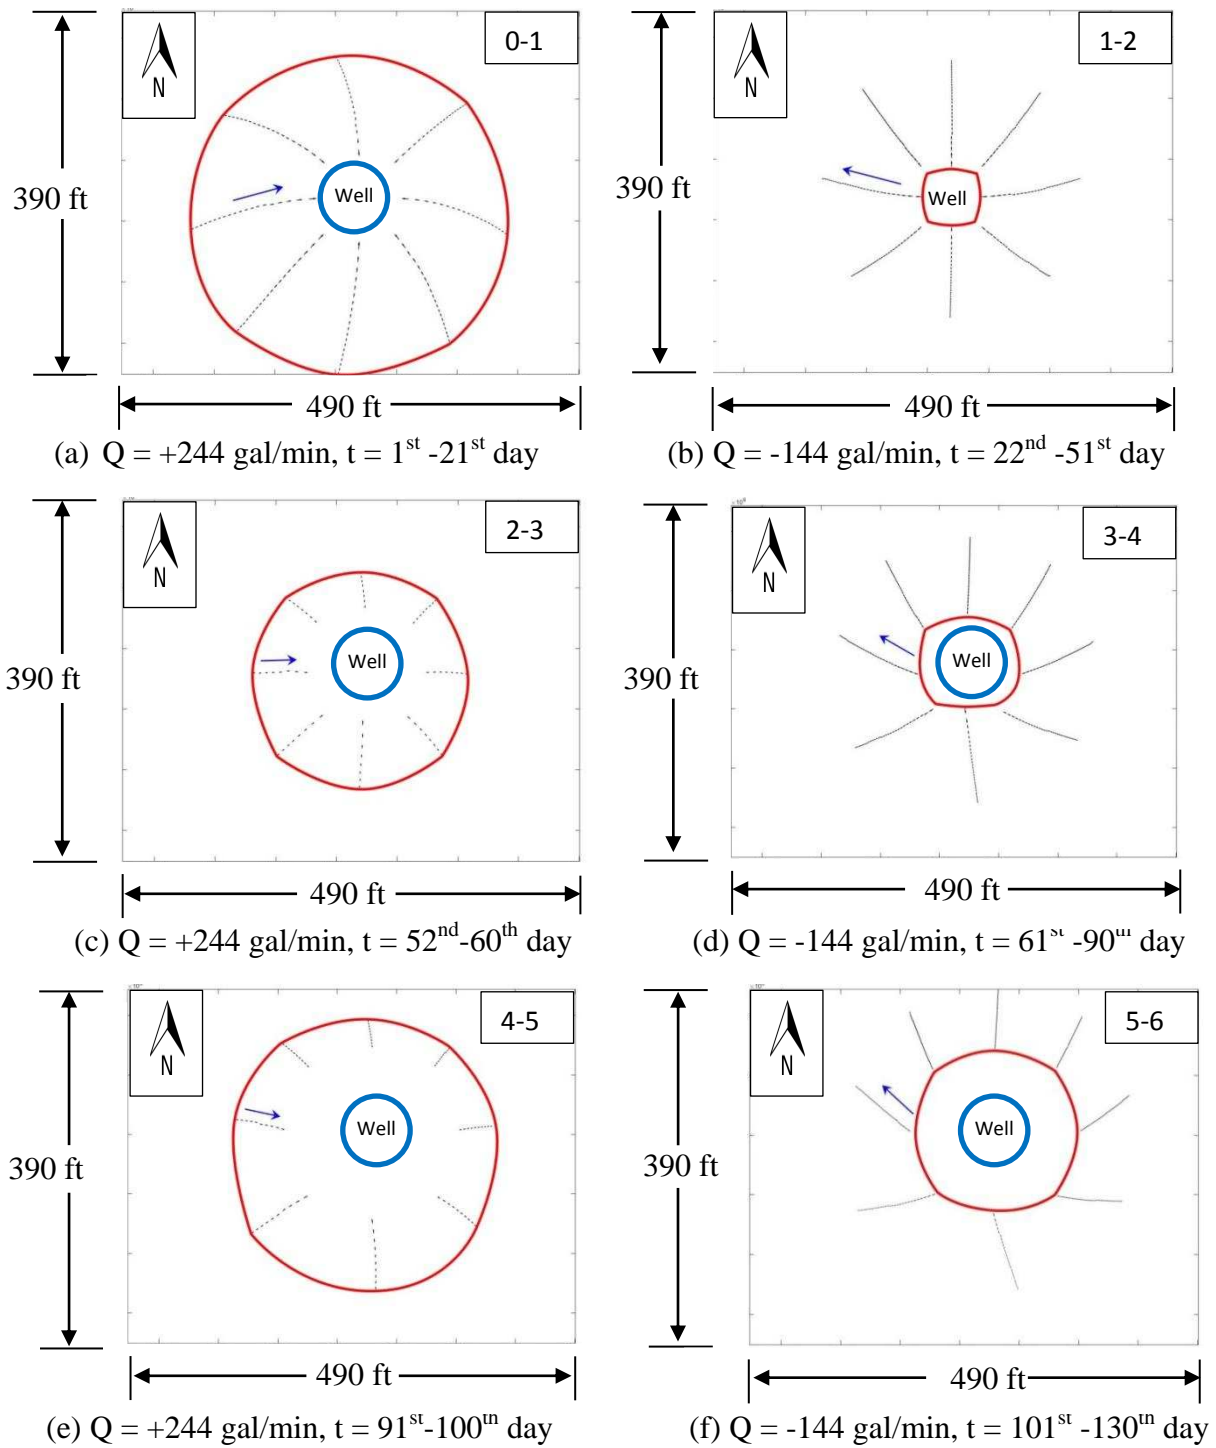 0-1
N
Well
390 ft
490 ft
(a) Q = +244 gal/min, t = 1st -21st day
1-2
N
Well
390 ft
490 ft
(b) Q = -144 gal/min, t = 22nd -51st day
2-3
N
Well
390 ft
490 ft
(c) Q = +244 gal/min, t = 52nd-60th day
3-4
N
Well
390 ft
490 ft
(d) Q = -144 gal/min, t = 61st -90th day
4-5
N
Well
390 ft
490 ft
(e) Q = +244 gal/min, t = 91st-100th day
5-6
N
Well
390 ft
490 ft
(f) Q = -144 gal/min, t = 101st -130th day